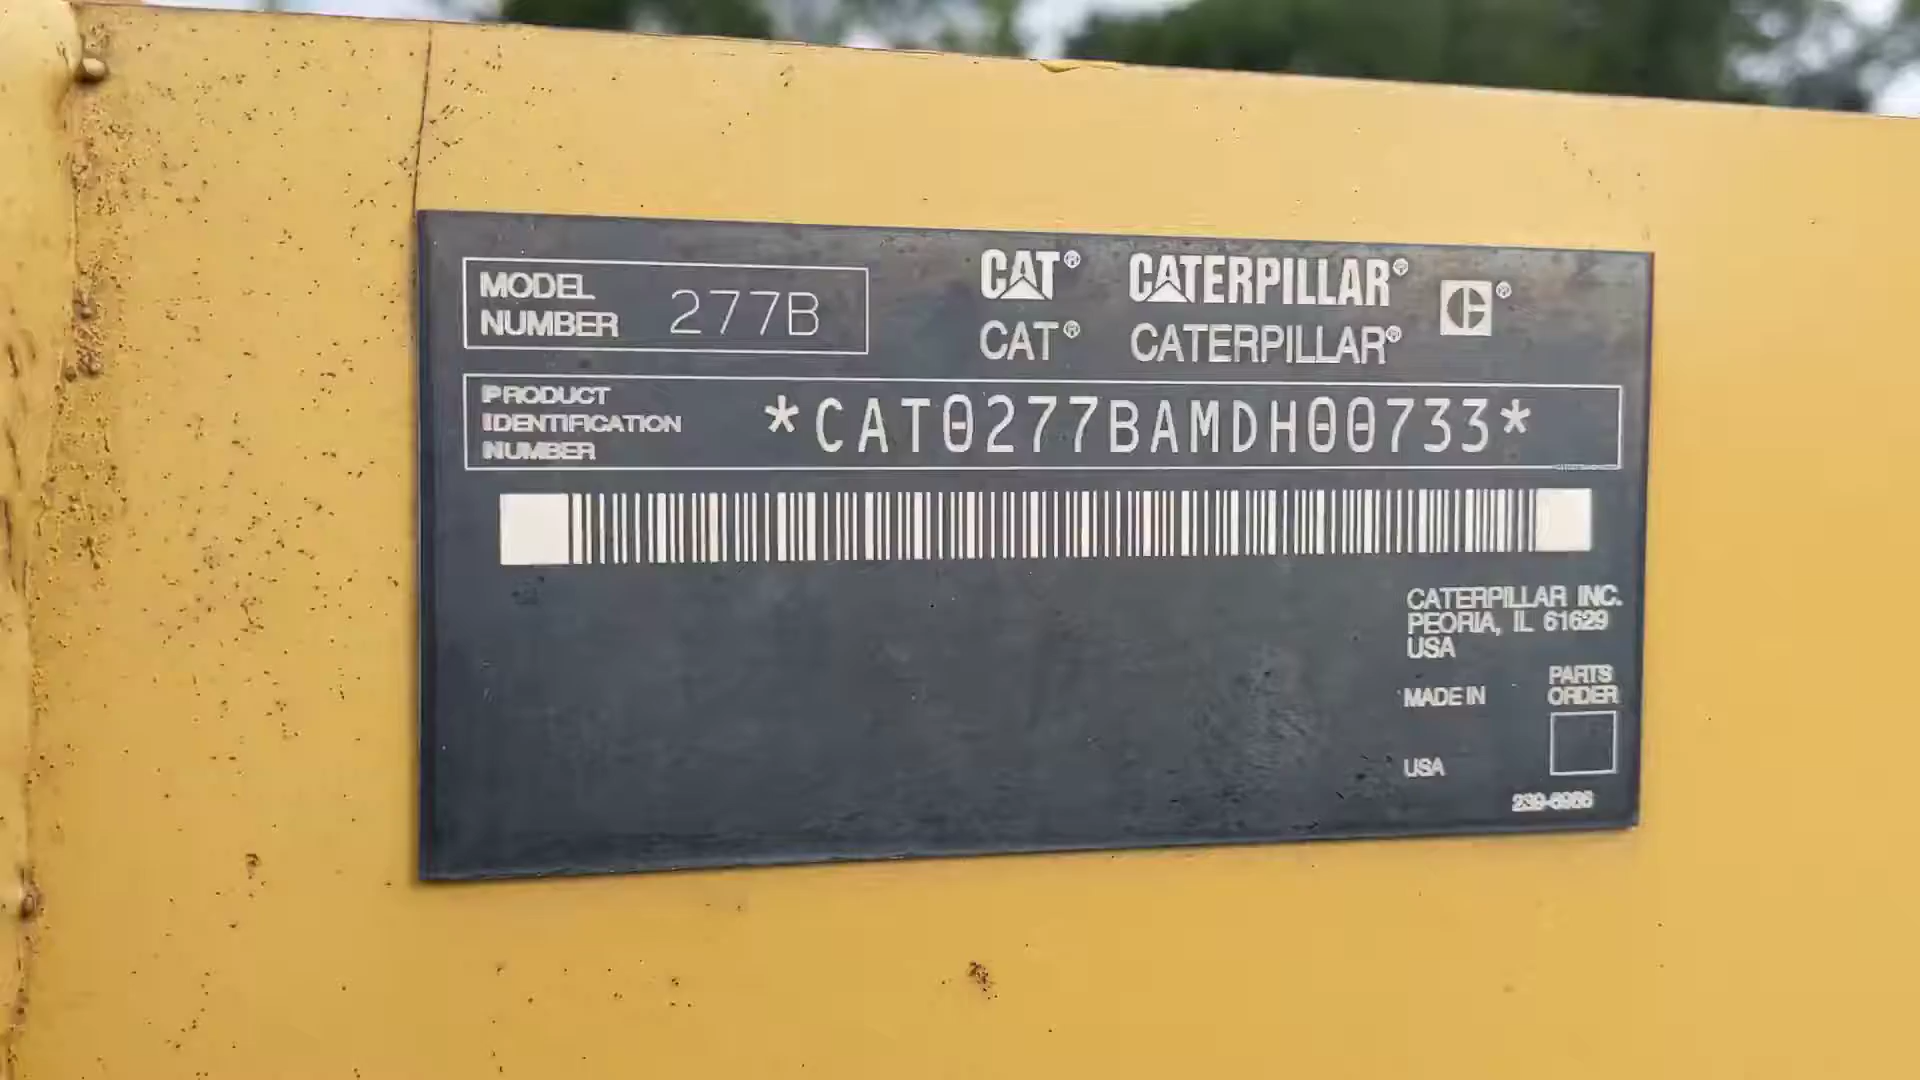 MODEL NUMBER 277B
CAT® CATERPILLAR®
CAT® CATERPILLAR®
PRODUCT IDENTIFICATION NUMBER
*CAT0277BAMDH00733*
CATERPILLAR INC.
PEORIA, IL 61629
USA
MADE IN
USA
PARTS
ORDER